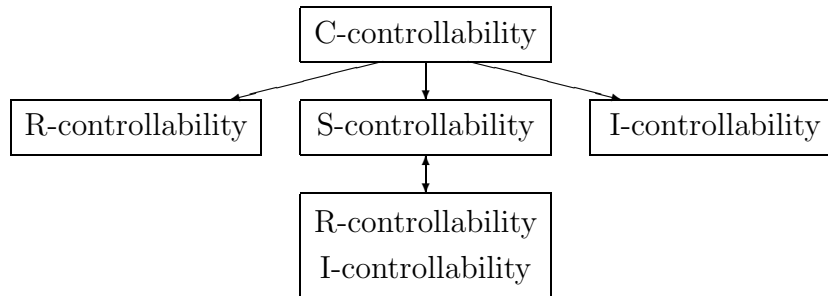 C-controllability
R-controllability
S-controllability
I-controllability
R-controllability
I-controllability